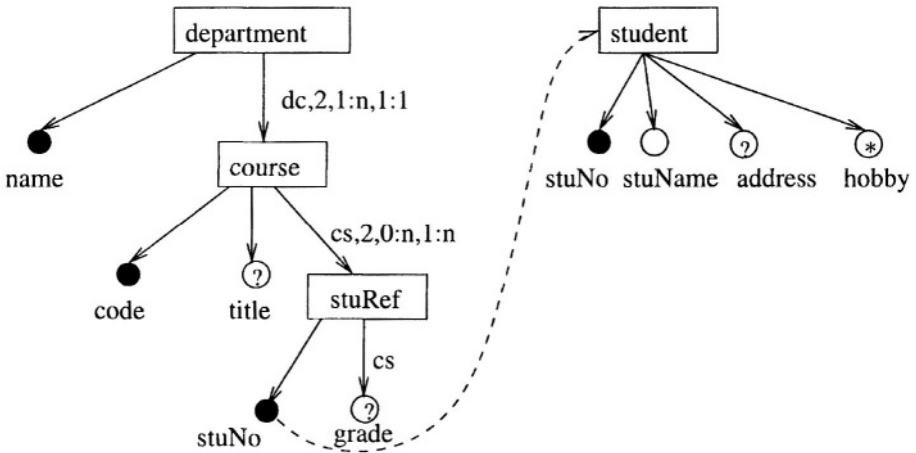 department
student
dc,2,1:n,1:1
name
course
stuNo
stuName
?
address
*
hobby
cs,2,0:n,1:n
code
?
title
stuRef
cs
stuNo
?
grade